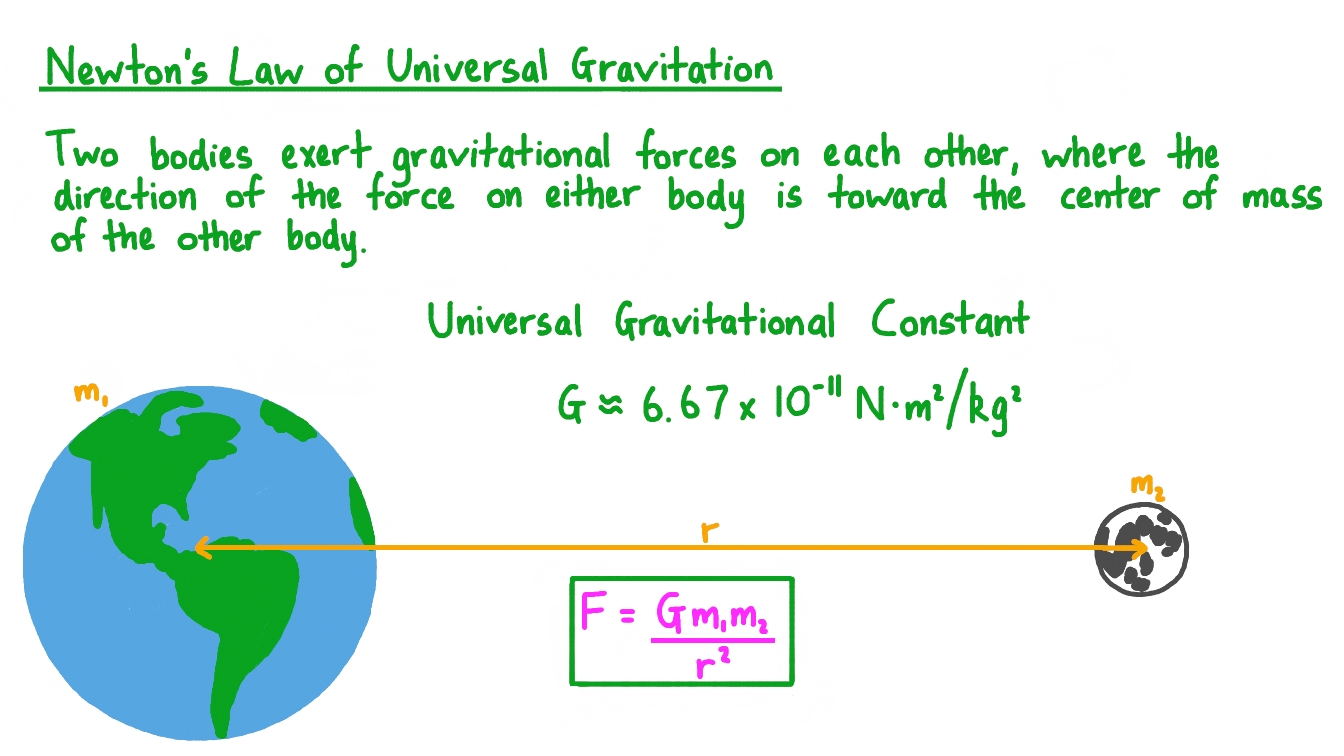 Newton's Law of Universal Gravitation
Two bodies exert gravitational forces on each other, where the
direction of the force on either body is toward the center of mass
of the other body.
Universal Gravitational Constant
G ≈ 6.67 x 10⁻¹¹ N·m²/kg²
m₁
m₂
r
F = Gm₁m₂
r²